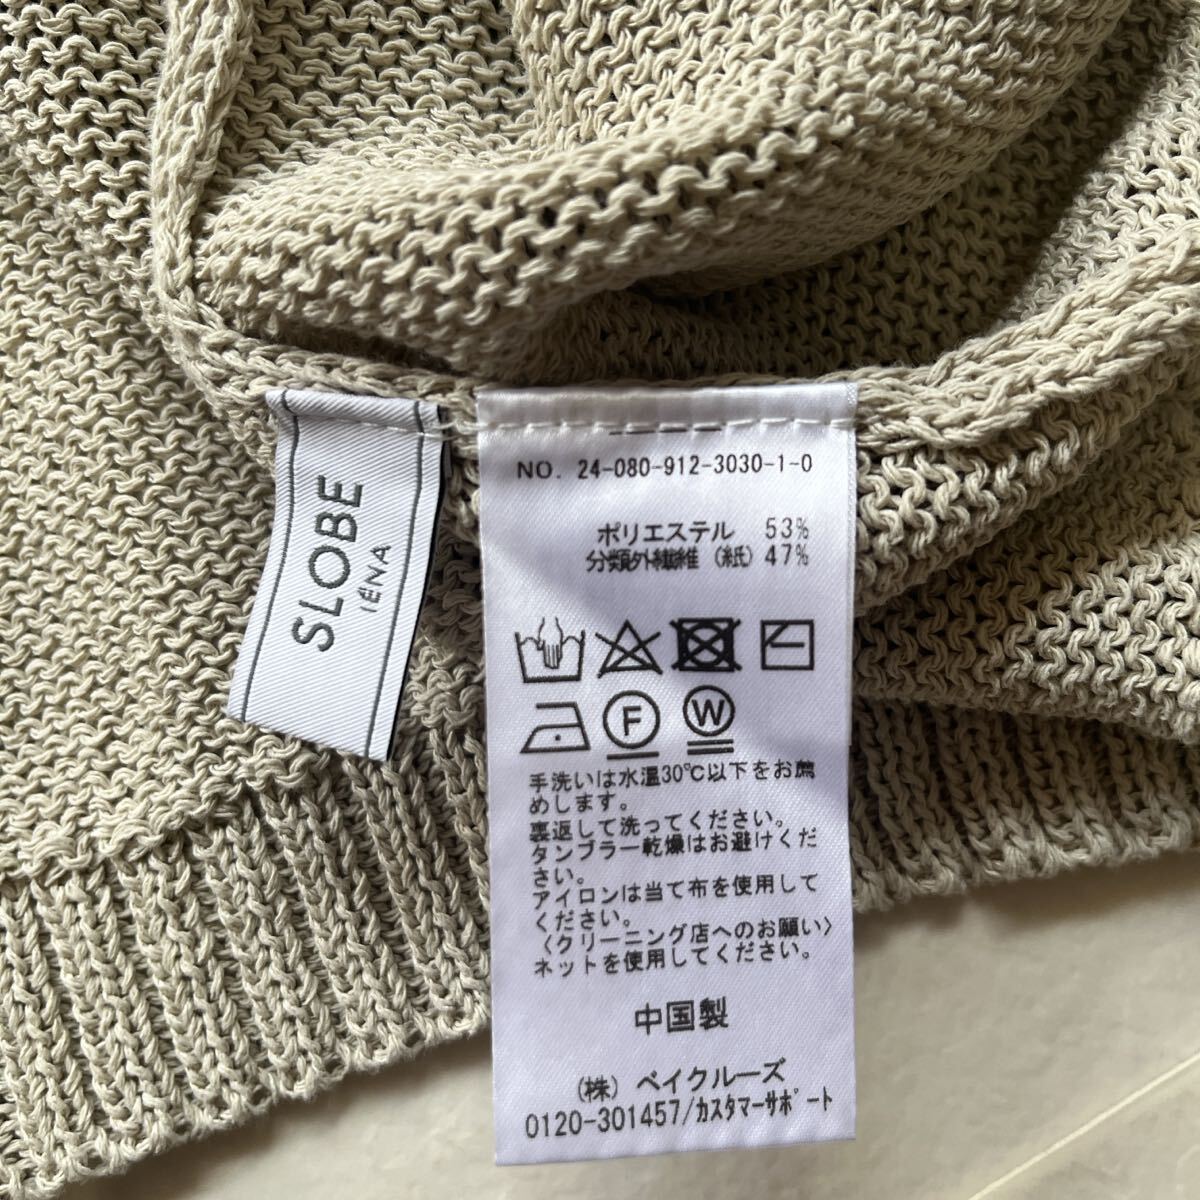 SLOBE
IÉNA
NO. 24-080-912-3030-1-0
ポリエステル 53%
分類外繊維 (紙) 47%
F
W
手洗いは水温30℃以下をお薦
めします。
裏返して洗ってください。
タンブラー乾燥はお避けくだ
さい。
アイロンは当て布を使用して
ください。
〈クリーニング店へのお願い〉
ネットを使用してください。
中国製
(株) ベイクルーズ
0120-301457/カスタマーサポート